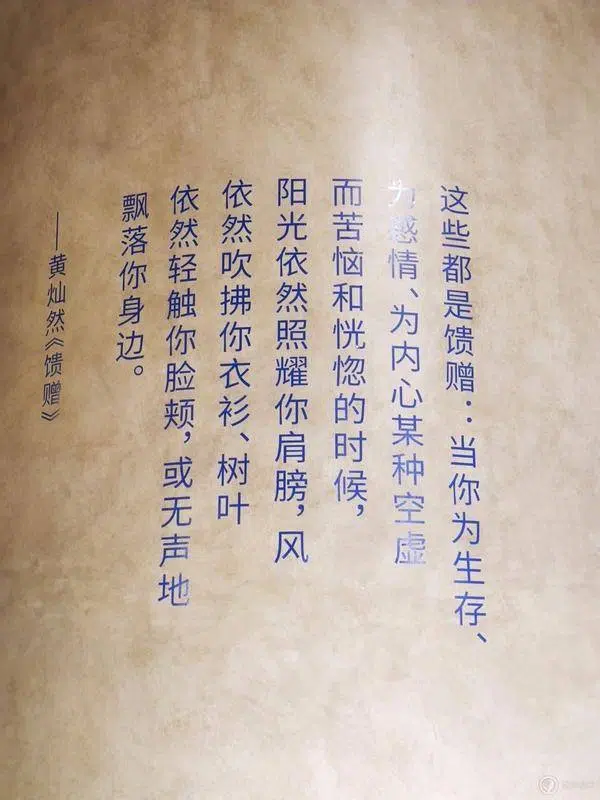 这些都是馈赠：当你为生存、
为感情、为内心某种空虚
而苦恼和恍惚的时候，
阳光依然照耀你肩膀，风
依然吹拂你衣衫、树叶
依然轻触你脸颊，或无声地
飘落你身边。
——黄灿然《馈赠》